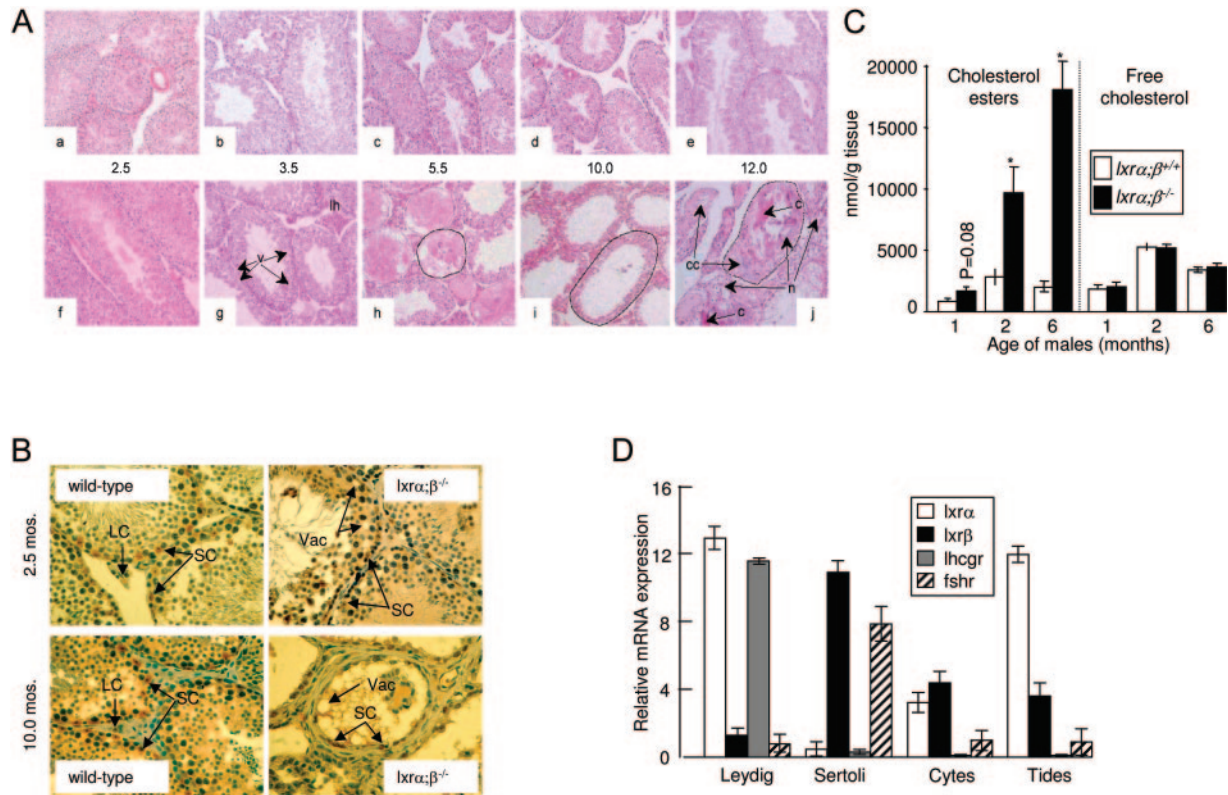 A
a b c d e
2.5 3.5 5.5 10.0 12.0
f
g v lh
h
i
j c cc n c
C
nmol/g tissue
20000
15000
10000
5000
0
Cholesterol esters
Free cholesterol
lxrα;β+/+
lxrα;β-/-
P=0.08
*
*
1 2 6 1 2 6
Age of males (months)
B
2.5 mos.
wild-type
LC
SC
lxrα;β-/-
Vac
SC
10.0 mos.
LC
SC
wild-type
Vac
SC
lxrα;β-/-
D
Relative mRNA expression
16
12
8
4
0
lxrα
lxrβ
lhcgr
fshr
Leydig Sertoli Cytes Tides